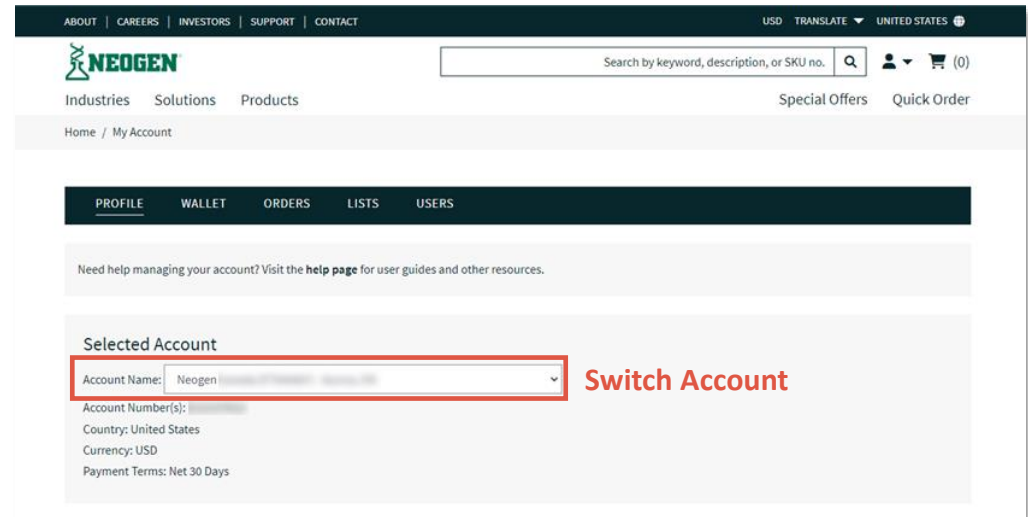 ABOUT | CAREERS | INVESTORS | SUPPORT | CONTACT USD TRANSLATE UNITED STATES
NEOGEN Search by keyword, description, or SKU no. (0)
Industries Solutions Products Special Offers Quick Order
Home / My Account
PROFILE WALLET ORDERS LISTS USERS
Need help managing your account? Visit the help page for user guides and other resources.
Selected Account
Account Name: Neogen Switch Account
Account Number(s):
Country: United States
Currency: USD
Payment Terms: Net 30 Days